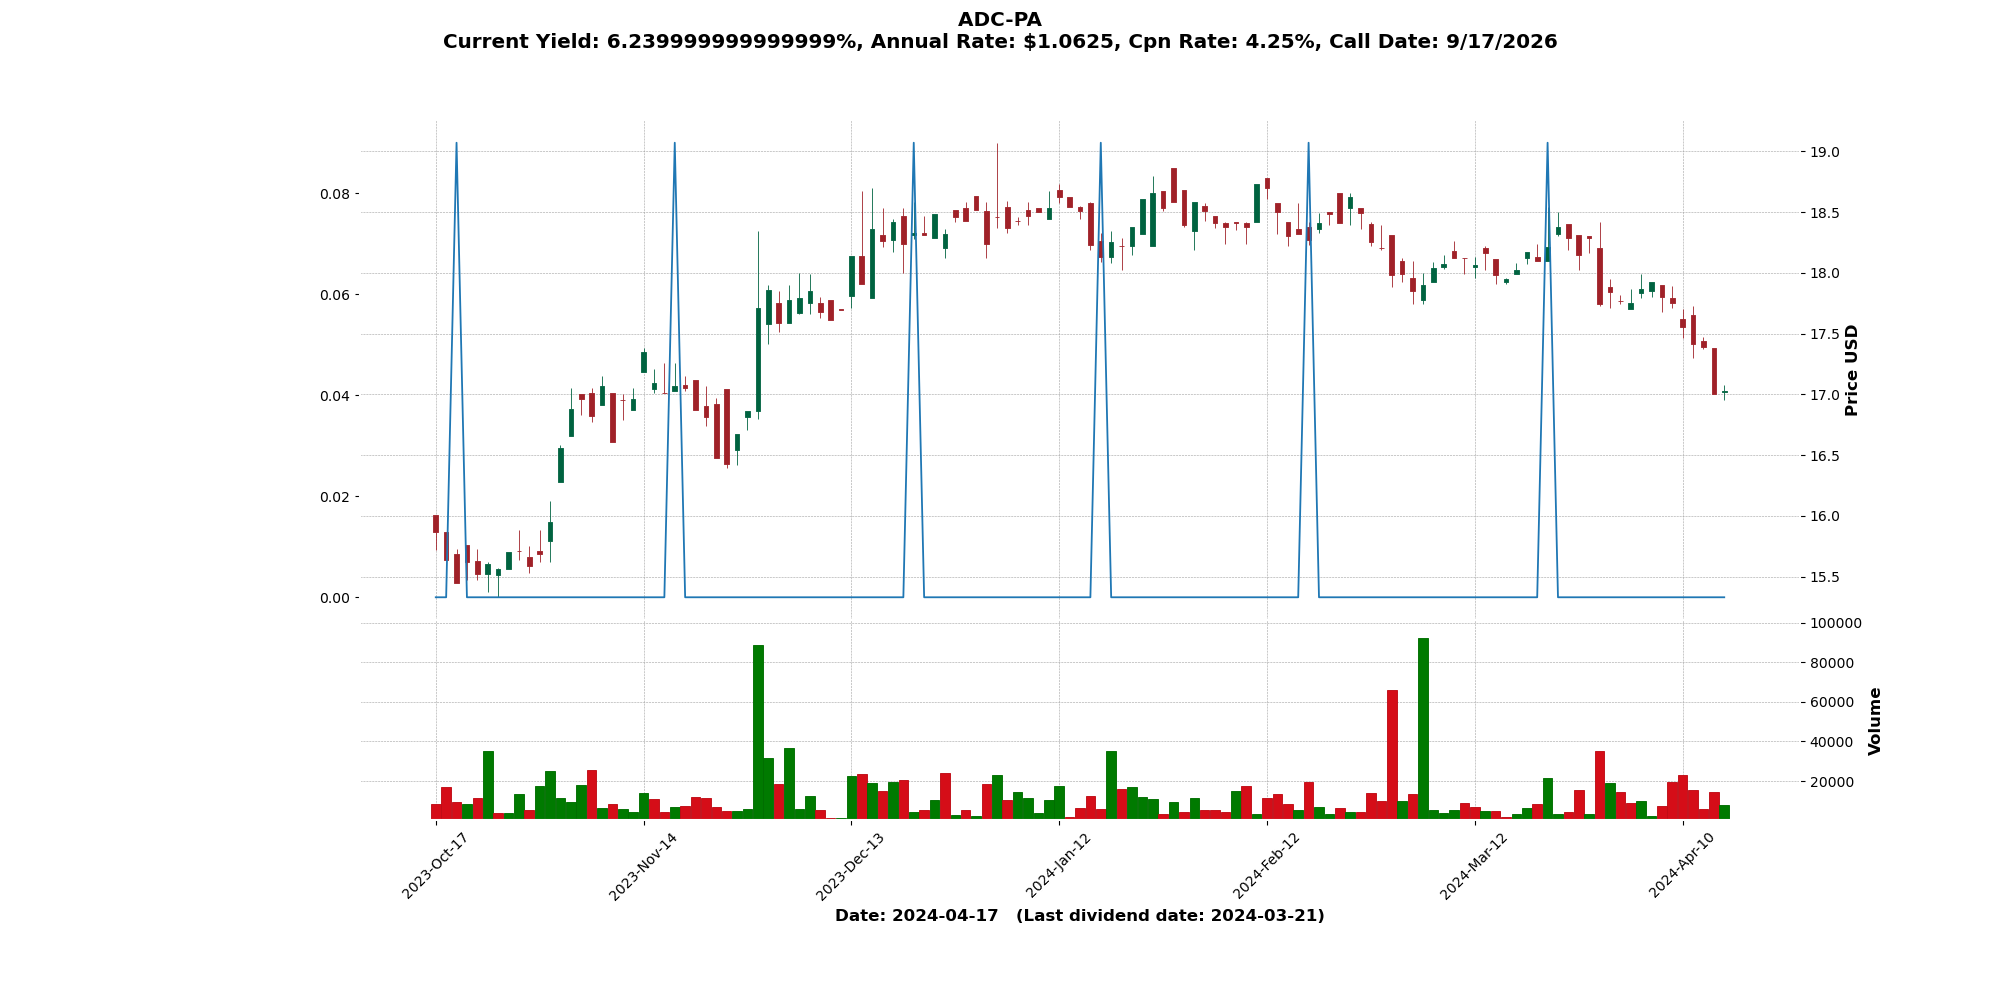 ADC-PA
Current Yield: 6.239999999999999%, Annual Rate: $1.0625, Cpn Rate: 4.25%, Call Date: 9/17/2026
0.08
0.06
0.04
0.02
0.00
19.0
18.5
18.0
17.5
17.0
16.5
16.0
15.5
Price USD
100000
80000
60000
40000
20000
Volume
2023-Oct-17
2023-Nov-14
2023-Dec-13
2024-Jan-12
2024-Feb-12
2024-Mar-12
2024-Apr-10
Date: 2024-04-17   (Last dividend date: 2024-03-21)